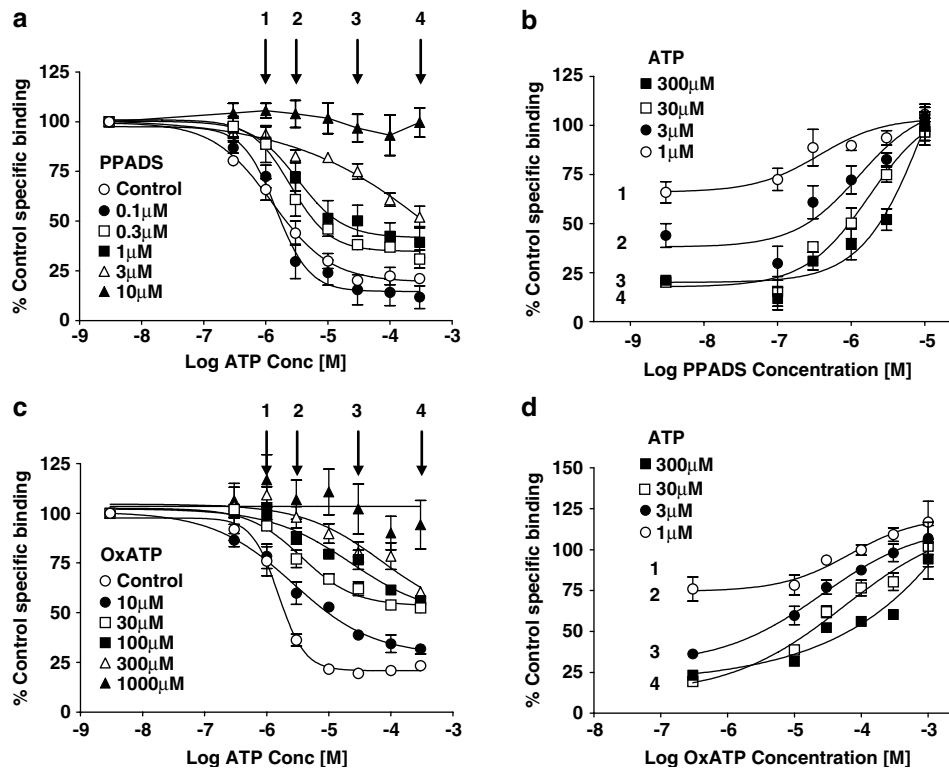 a
1 2 3 4
125
100
75
50
25
0
% Control specific binding
PPADS
Control
0.1μM
0.3μM
1μM
3μM
10μM
-9 -8 -7 -6 -5 -4 -3
Log ATP Conc [M]
b
125
100
75
50
25
0
% Control specific binding
ATP
300μM
30μM
3μM
1μM
1
2
3
4
-9 -8 -7 -6 -5
Log PPADS Concentration [M]
c
1 2 3 4
125
100
75
50
25
0
% Control specific binding
OxATP
Control
10μM
30μM
100μM
300μM
1000μM
-9 -8 -7 -6 -5 -4 -3
Log ATP Conc [M]
d
150
125
100
75
50
25
0
% Control specific binding
ATP
300μM
30μM
3μM
1μM
1
2
3
4
-7 -6 -5 -4 -3
Log OxATP Concentration [M]